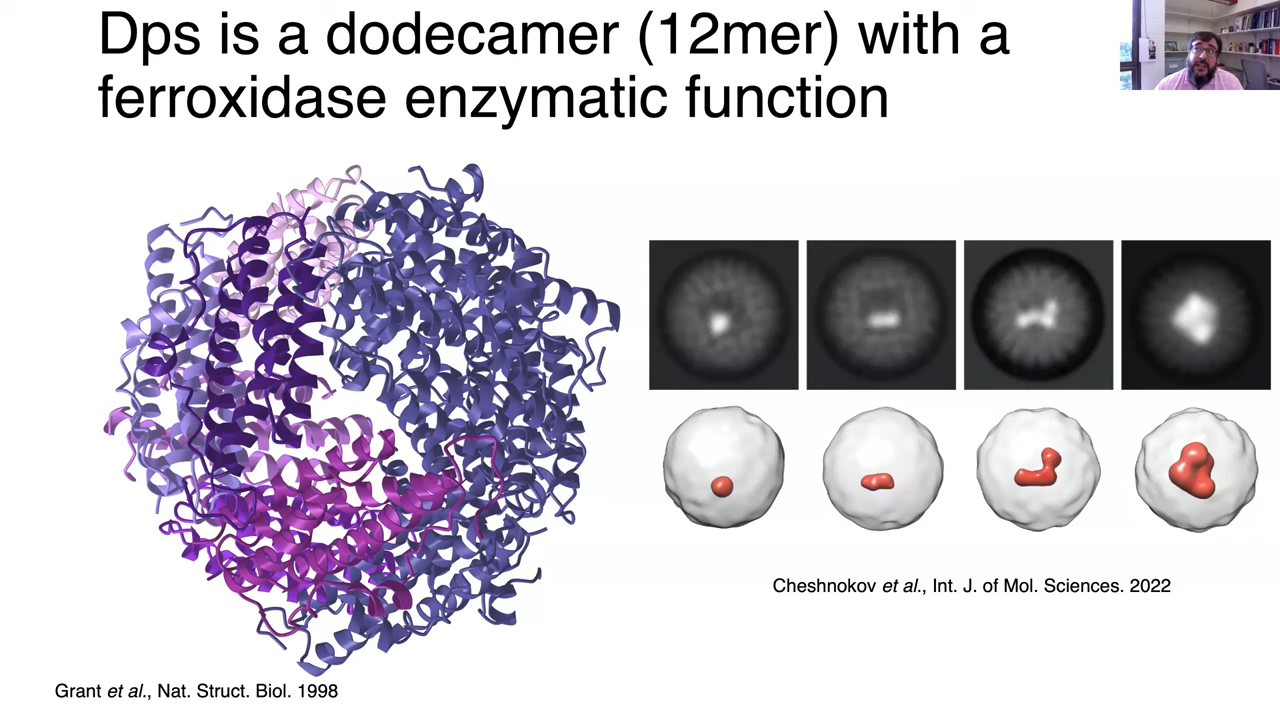 Dps is a dodecamer (12mer) with a
ferroxidase enzymatic function
Cheshnokov et al., Int. J. of Mol. Sciences. 2022
Grant et al., Nat. Struct. Biol. 1998